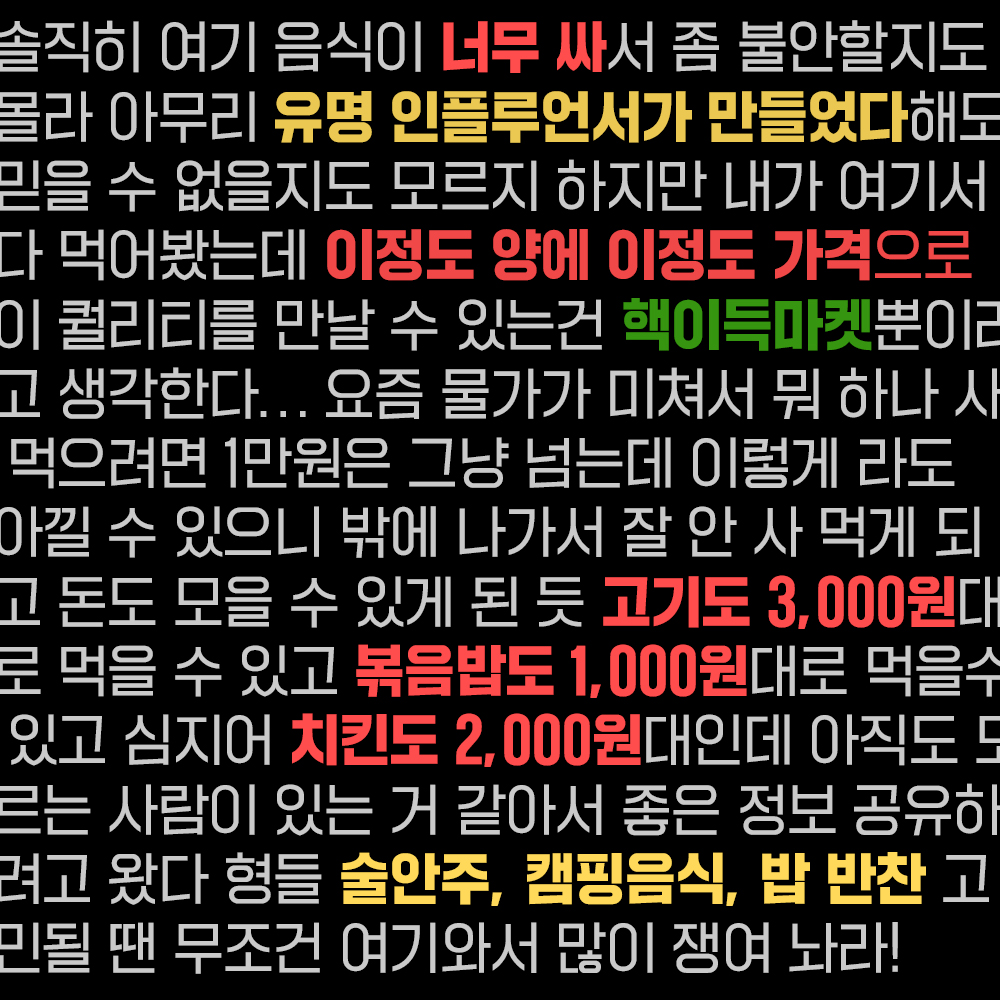 솔직히 여기 음식이 너무 싸서 좀 불안할지도
몰라 아무리 유명 인플루언서가 만들었다해도
믿을 수 없을지도 모르지 하지만 내가 여기서
다 먹어봤는데 이정도 양에 이정도 가격으로
이 퀄리티를 만날 수 있는건 핵이득마켓뿐이라
고 생각한다... 요즘 물가가 미쳐서 뭐 하나 사
먹으려면 1만원은 그냥 넘는데 이렇게 라도
아낄 수 있으니 밖에 나가서 잘 안 사 먹게 되
고 돈도 모을 수 있게 된 듯 고기도 3,000원대
로 먹을 수 있고 볶음밥도 1,000원대로 먹을수
있고 심지어 치킨도 2,000원대인데 아직도 모
르는 사람이 있는 거 같아서 좋은 정보 공유하
려고 왔다 형들 술안주, 캠핑음식, 밥 반찬 고
민될 땐 무조건 여기와서 많이 쟁여 놔라!